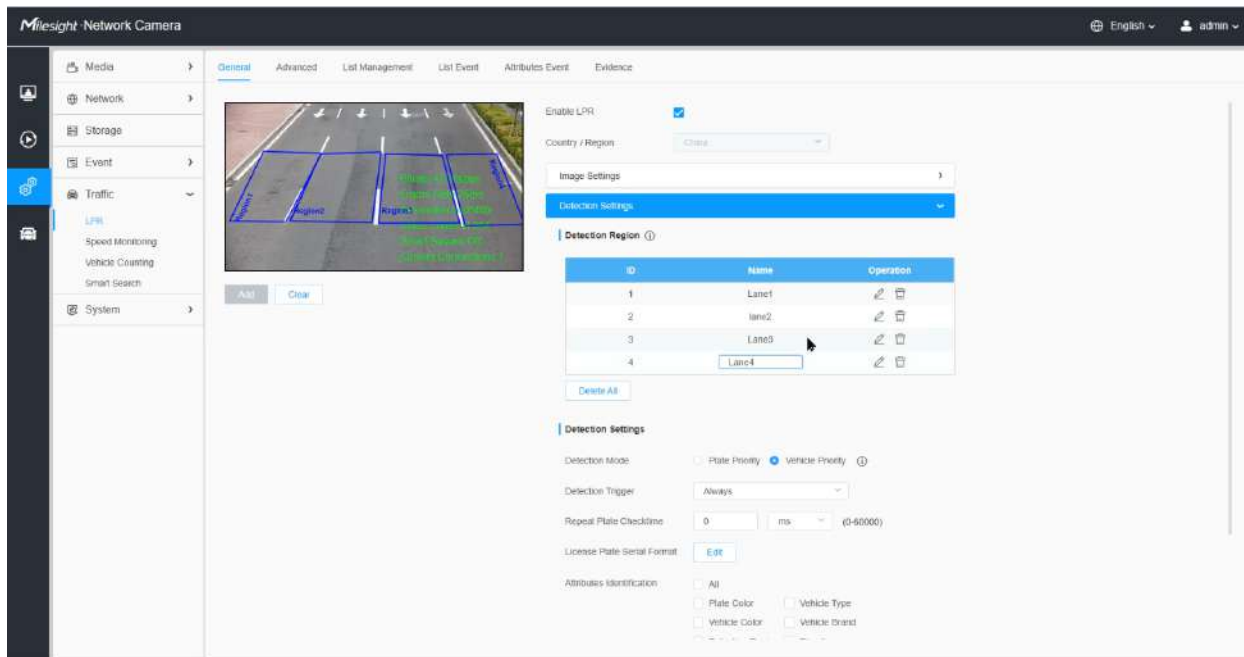 Milesight Network Camera
English
admin
Media
Network
Storage
Event
Traffic
LPR
Speed Monitoring
Vehicle Counting
Smart Search
System
General Advanced List Management List Event Attributes Event Evidence
Region1
Region2
Region3
Region4
Add Clear
Enable LPR
Country / Region China
Image Settings
Detection Settings
Detection Region
ID Name Operation
1 Lane1
2 lane2
3 Lane3
4 Lane4
Delete All
Detection Settings
Detection Mode Plate Priority Vehicle Priority
Detection Trigger Always
Repeat Plate Checktime 0 ms (0-60000)
License Plate Serial Format Edit
Attributes Identification All
Plate Color Vehicle Type
Vehicle Color Vehicle Brand